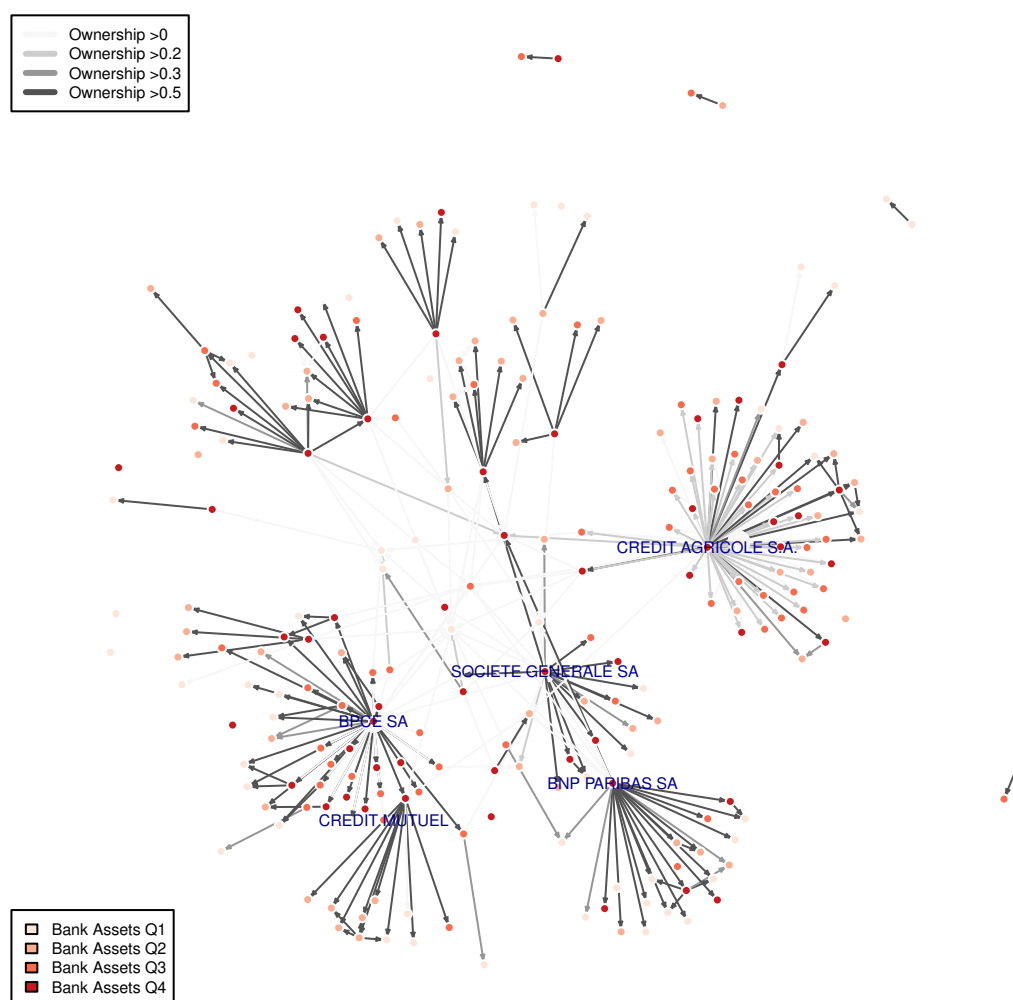 Ownership >0
Ownership >0.2
Ownership >0.3
Ownership >0.5
CREDIT AGRICOLE S.A.
SOCIETE GENERALE SA
BPCE SA
BNP PARIBAS SA
CREDIT MUTUEL
Bank Assets Q1
Bank Assets Q2
Bank Assets Q3
Bank Assets Q4